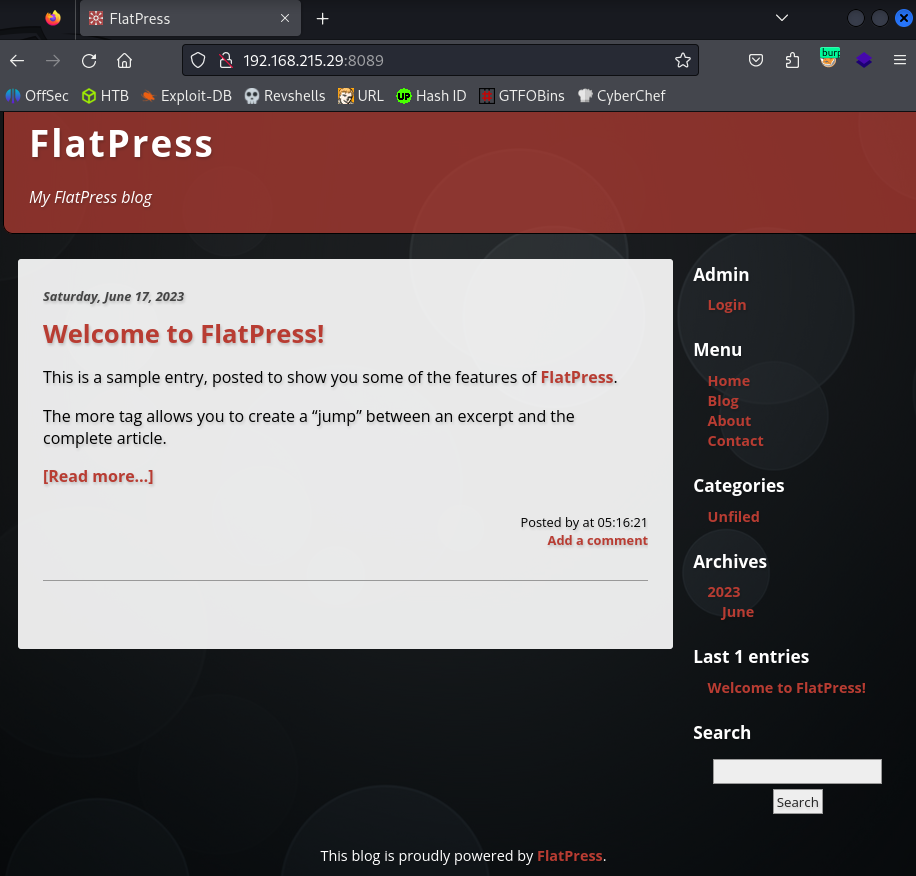 FlatPress
192.168.215.29:8089
burp
OffSec HTB Exploit-DB Revshells URL UP Hash ID GTFOBins CyberChef
FlatPress
My FlatPress blog
Saturday, June 17, 2023
Welcome to FlatPress!
This is a sample entry, posted to show you some of the features of FlatPress.
The more tag allows you to create a “jump” between an excerpt and the
complete article.
[Read more…]
Posted by at 05:16:21
Add a comment
Admin
Login
Menu
Home
Blog
About
Contact
Categories
Unfiled
Archives
2023
June
Last 1 entries
Welcome to FlatPress!
Search
Search
This blog is proudly powered by FlatPress.